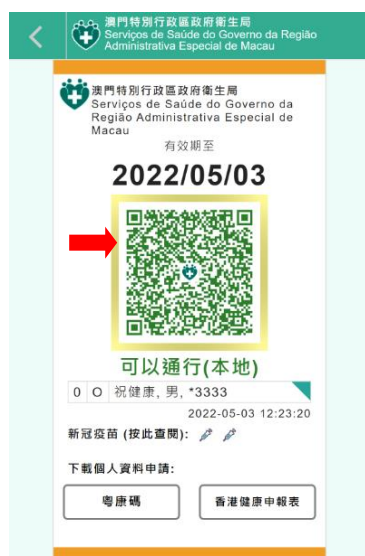 澳門特別行政區政府衞生局
Serviços de Saúde do Governo da Região
Administrativa Especial de Macau
澳門特別行政區政府衞生局
Serviços de Saúde do Governo da
Região Administrativa Especial de
Macau
有效期至
2022/05/03
可以通行(本地)
0 O 祝健康, 男, *3333
2022-05-03 12:23:20
新冠疫苗 (按此查閱):
下載個人資料申請:
粵康碼
香港健康申報表